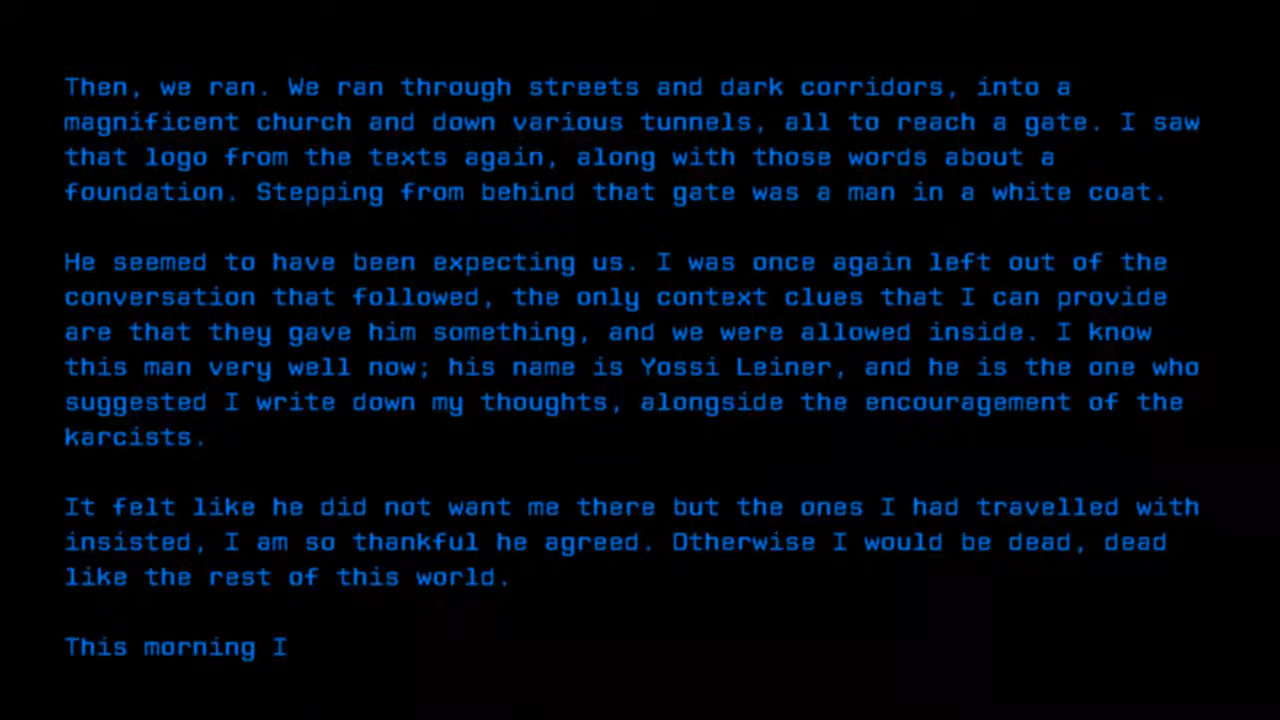 Then, we ran. We ran through streets and dark corridors, into a
magnificent church and down various tunnels, all to reach a gate. I saw
that logo from the texts again, along with those words about a
foundation. Stepping from behind that gate was a man in a white coat.
He seemed to have been expecting us. I was once again left out of the
conversation that followed, the only context clues that I can provide
are that they gave him something, and we were allowed inside. I know
this man very well now; his name is Yossi Leiner, and he is the one who
suggested I write down my thoughts, alongside the encouragement of the
karcists.
It felt like he did not want me there but the ones I had travelled with
insisted, I am so thankful he agreed. Otherwise I would be dead, dead
like the rest of this world.
This morning I